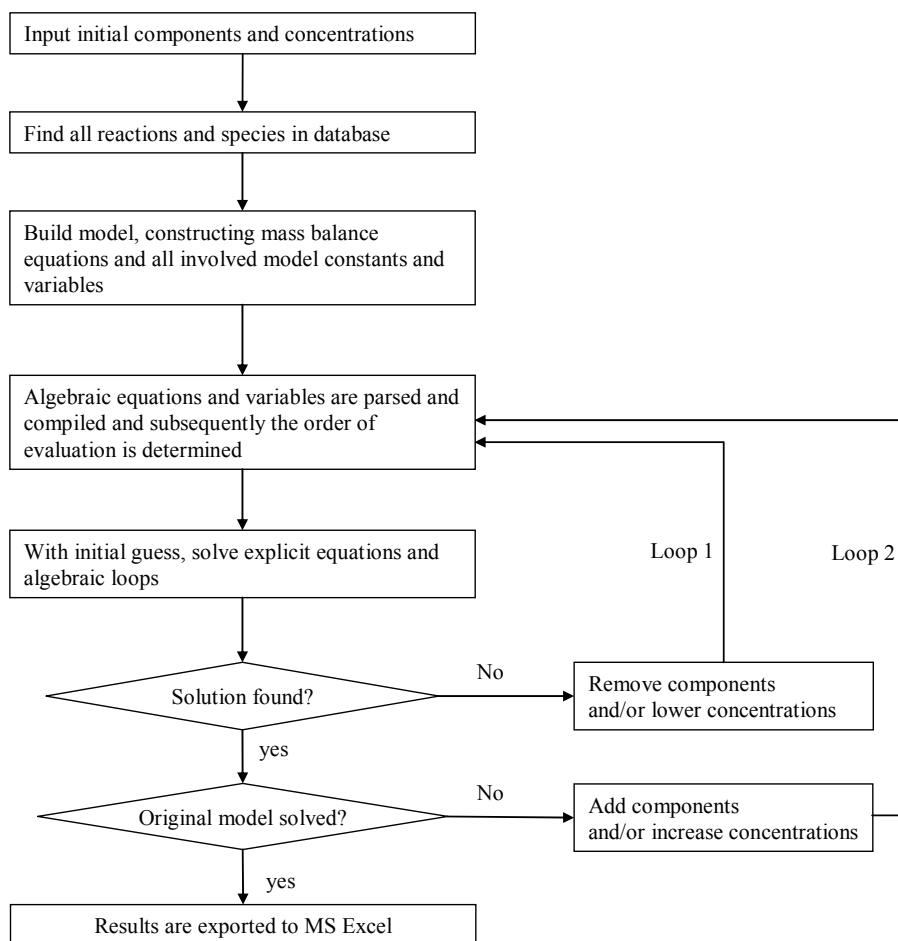 Input initial components and concentrations
Find all reactions and species in database
Build model, constructing mass balance
equations and all involved model constants and
variables
Algebraic equations and variables are parsed and
compiled and subsequently the order of
evaluation is determined
With initial guess, solve explicit equations and
algebraic loops
Loop 1
Loop 2
Solution found?
No
Remove components
and/or lower concentrations
yes
Original model solved?
No
Add components
and/or increase concentrations
yes
Results are exported to MS Excel